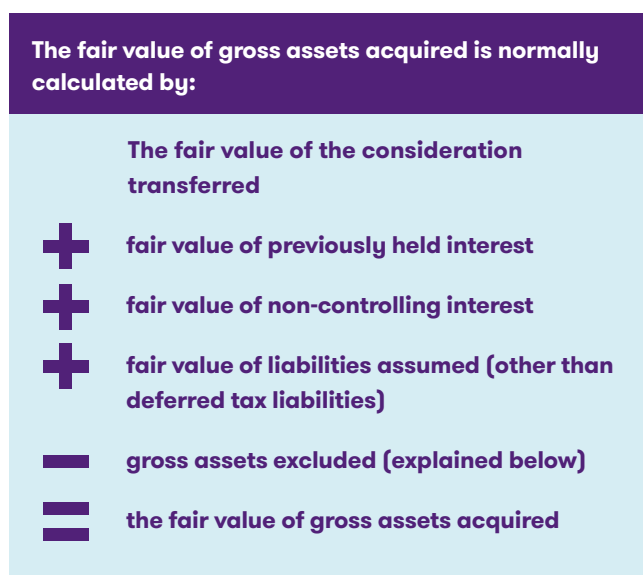 The fair value of gross assets acquired is normally
calculated by:
The fair value of the consideration
transferred
+ fair value of previously held interest
+ fair value of non-controlling interest
+ fair value of liabilities assumed (other than
deferred tax liabilities)
− gross assets excluded (explained below)
= the fair value of gross assets acquired